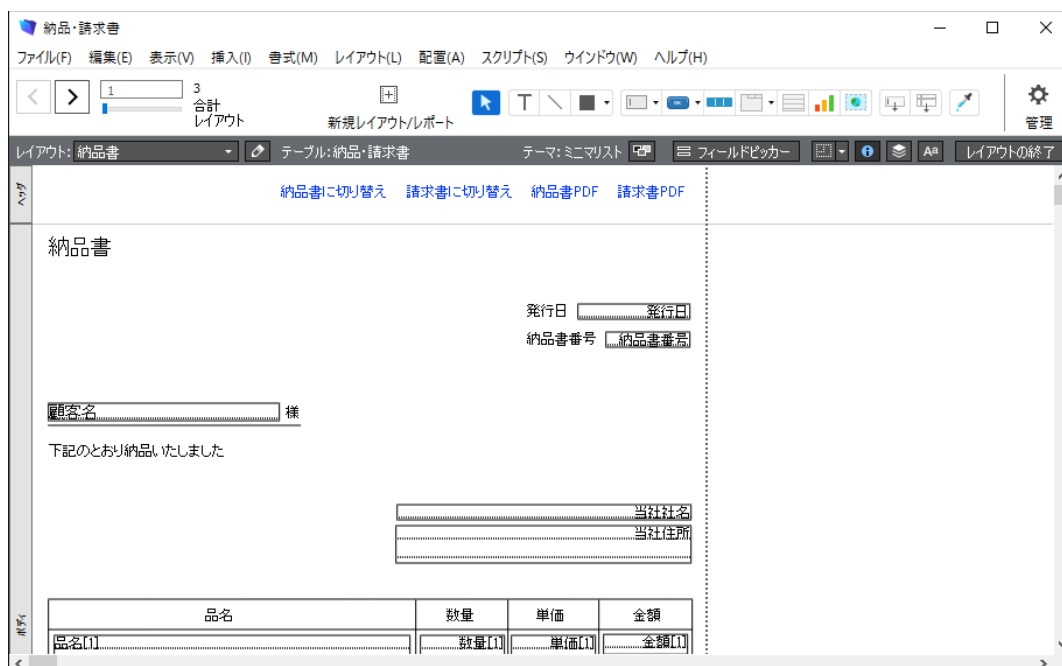 納品・請求書
ファイル(F) 編集(E) 表示(V) 挿入(I) 書式(M) レイアウト(L) 配置(A) スクリプト(S) ウインドウ(W) ヘルプ(H)
1
3
合計
レイアウト
新規レイアウト/レポート
管理
レイアウト: 納品書 テーブル:納品・請求書 テーマ:ミニマリスト フィールドピッカー Aa レイアウトの終了
ヘッダ
納品書に切り替え 請求書に切り替え 納品書PDF 請求書PDF
納品書
発行日 発行日
納品書番号 納品書番号
顧客名 様
下記のとおり納品いたしました
当社社名
当社住所
ボディ
品名 数量 単価 金額
品名[1] 数量[1] 単価[1] 金額[1]